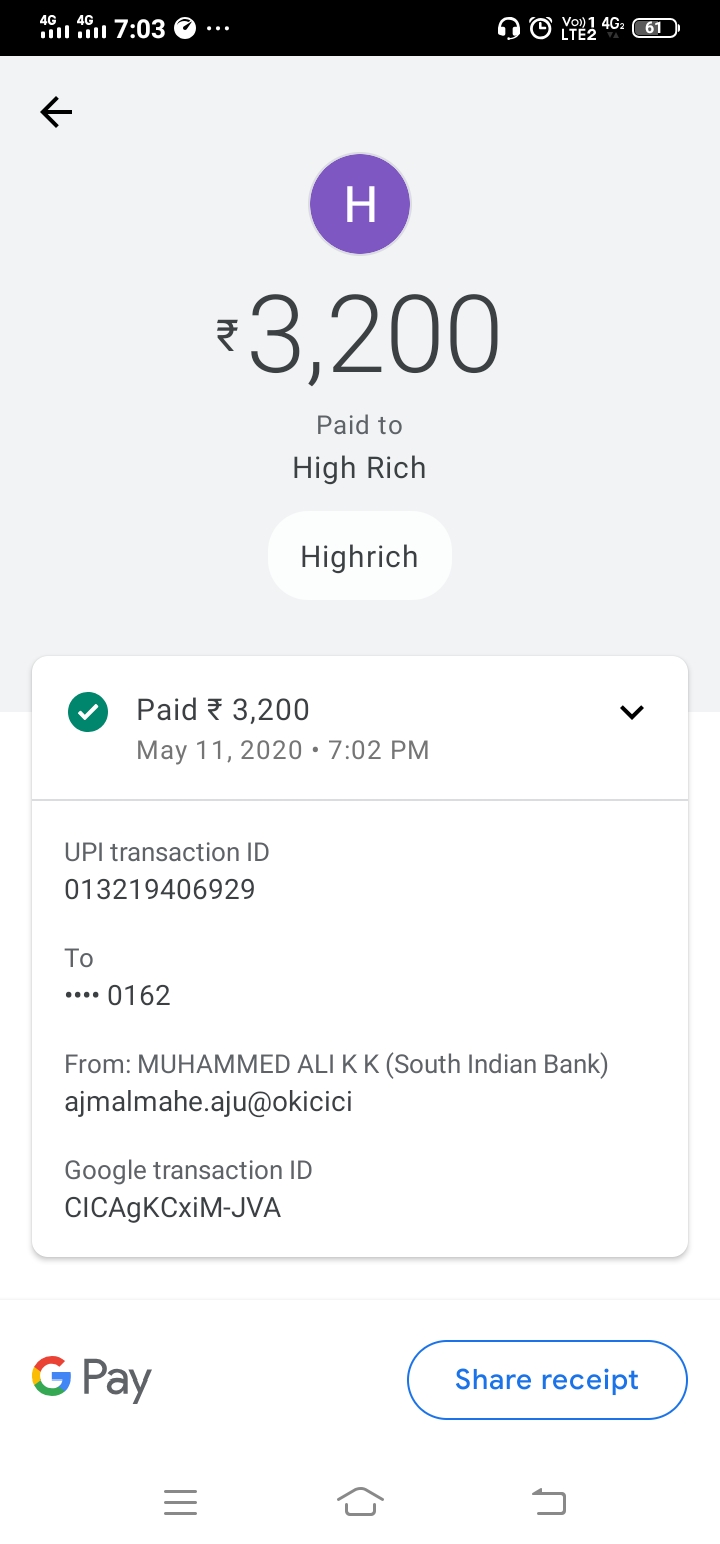 4G 4G 7:03 ... Vo)) 1 4G2 61
LTE2
H
₹3,200
Paid to
High Rich
Highrich
Paid ₹ 3,200
May 11, 2020 • 7:02 PM
UPI transaction ID
013219406929
To
•••• 0162
From: MUHAMMED ALI K K (South Indian Bank)
ajmalmahe.aju@okicici
Google transaction ID
CICAgKCxiM-JVA
G Pay
Share receipt